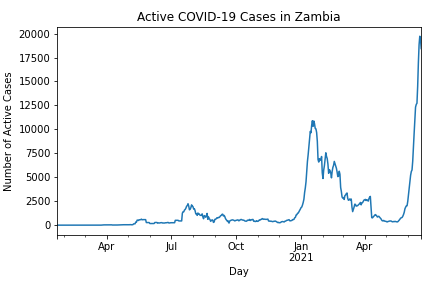 Active COVID-19 Cases in Zambia
Number of Active Cases
20000
17500
15000
12500
10000
7500
5000
2500
0
Apr
Jul
Oct
Jan
2021
Apr
Day